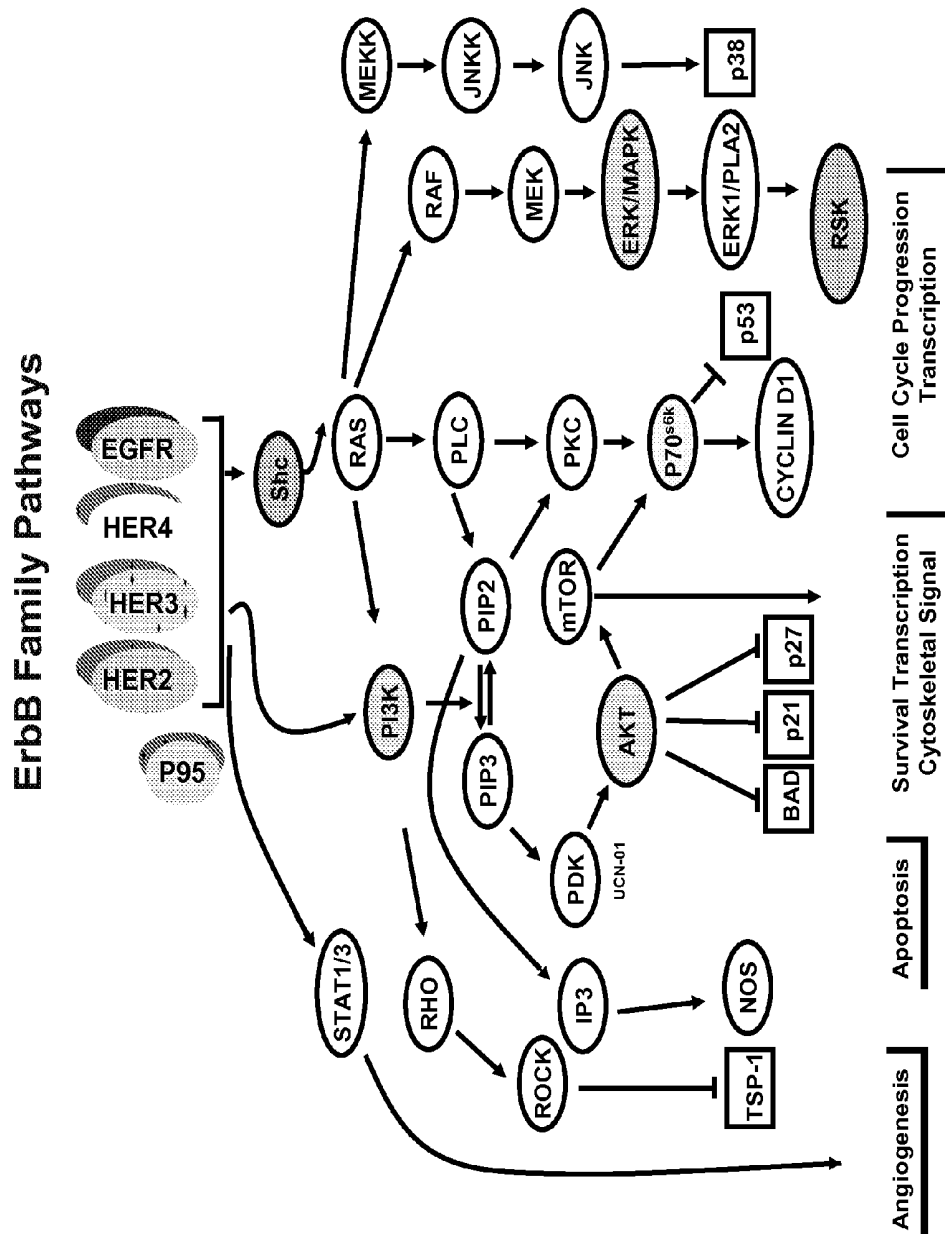 ErbB Family Pathways
P95
HER2
HER3
HER4
EGFR
Shc
STAT1/3
PI3K
RAS
MEKK
RHO
RAF
JNKK
PIP3
PIP2
PLC
MEK
ROCK
IP3
PDK
UCN-01
mTOR
PKC
ERK/MAPK
JNK
AKT
P70s6k
ERK1/PLA2
p38
TSP-1
NOS
BAD
p21
p27
CYCLIN D1
p53
RSK
Angiogenesis
Apoptosis
Survival Transcription
Cytoskeletal Signal
Cell Cycle Progression
Transcription